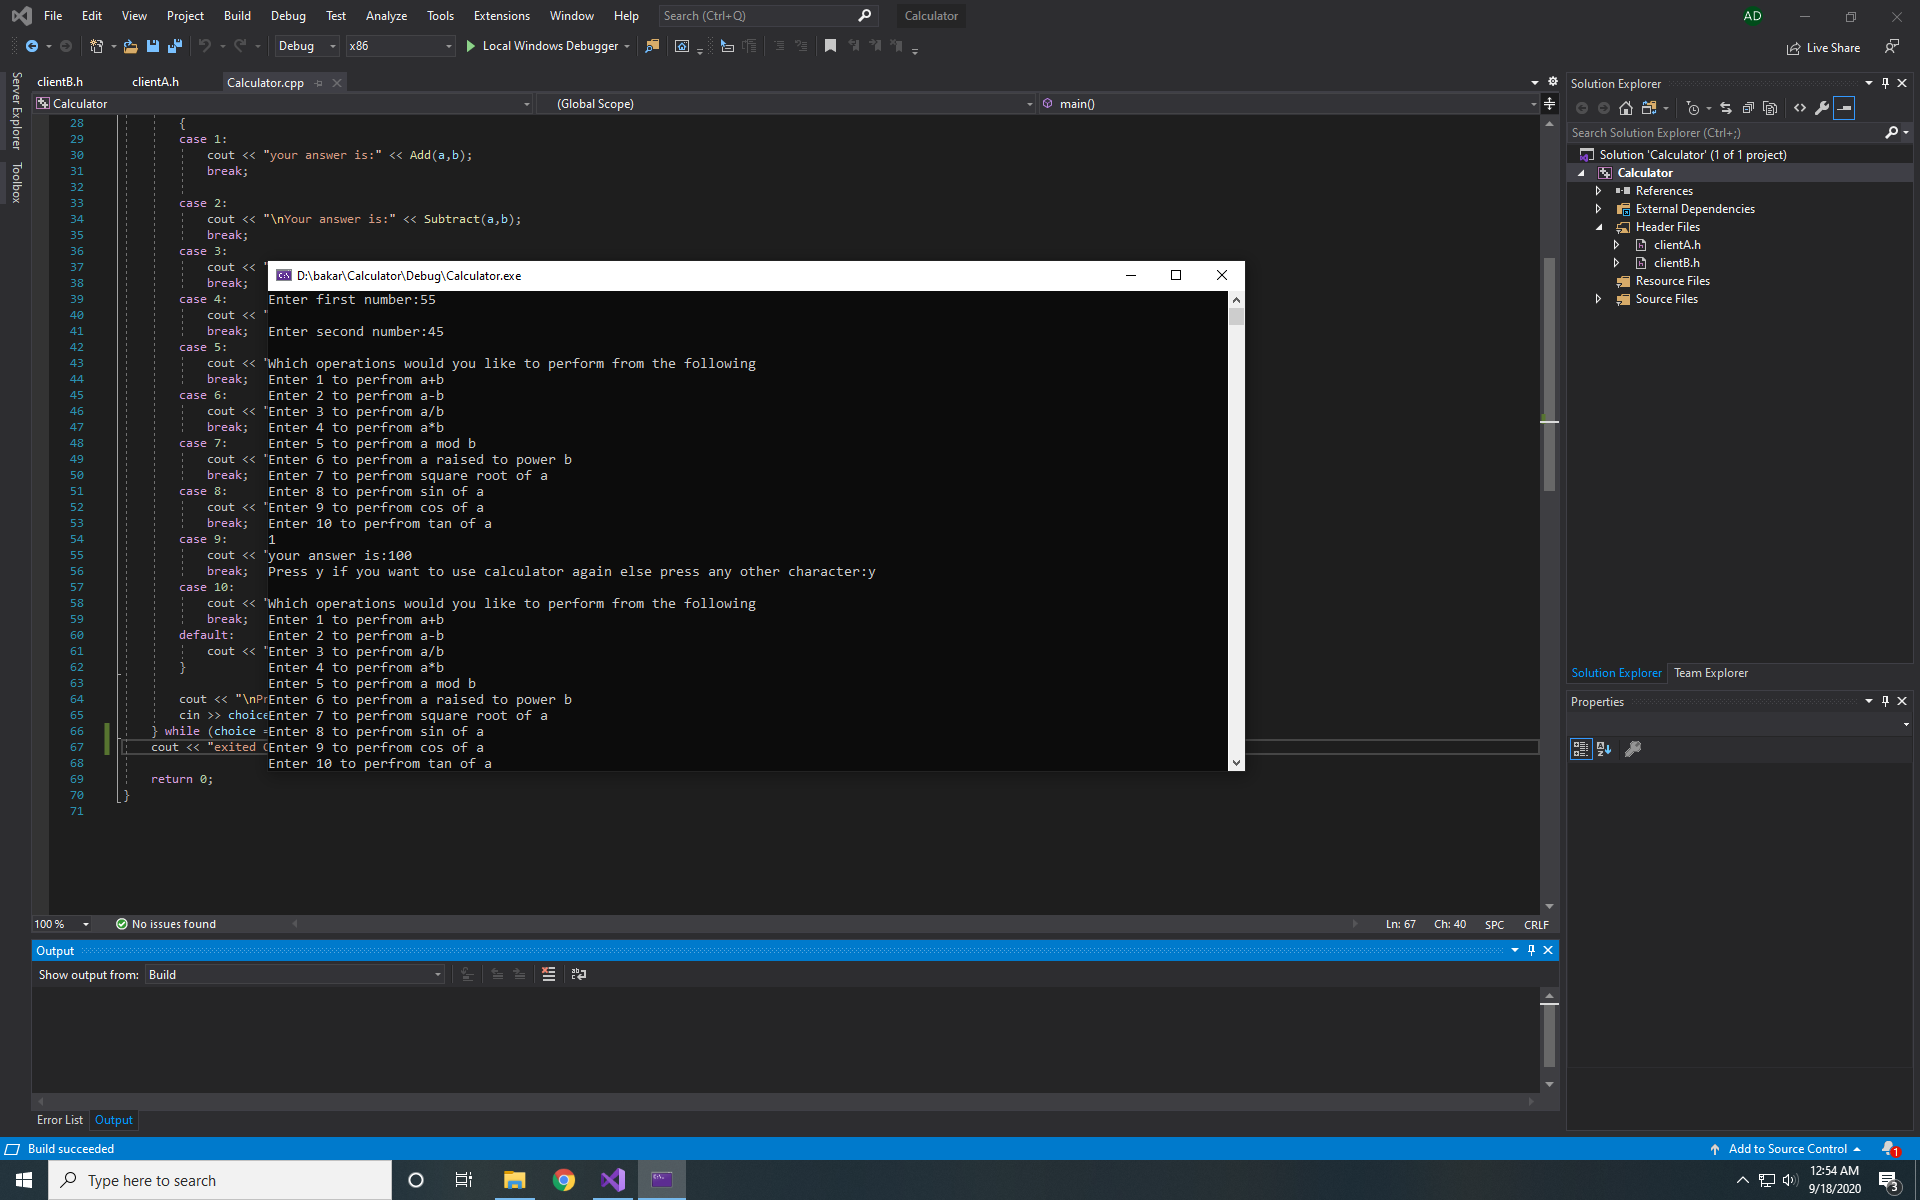 File Edit View Project Build Debug Test Analyze Tools Extensions Window Help Search (Ctrl+Q) Calculator AD
Debug x86 Local Windows Debugger Live Share
Server Explorer
Toolbox
clientB.h clientA.h Calculator.cpp
Calculator (Global Scope) main()
28 {
29 case 1:
30 cout << "your answer is:" << Add(a,b);
31 break;
32
33 case 2:
34 cout << "\nYour answer is:" << Subtract(a,b);
35 break;
36 case 3:
37 cout << "
38 break;
39 case 4:
40 cout << "
41 break;
42 case 5:
43 cout << "
44 break;
45 case 6:
46 cout << "
47 break;
48 case 7:
49 cout << "
50 break;
51 case 8:
52 cout << "
53 break;
54 case 9:
55 cout << "
56 break;
57 case 10:
58 cout << "
59 break;
60 default:
61 cout << "
62 }
63
64 cout << "\nPr
65 cin >> choice
66 } while (choice =
67 cout << "exited
68
69 return 0;
70 }
71
D:\bakar\Calculator\Debug\Calculator.exe
Enter first number:55
Enter second number:45
Which operations would you like to perform from the following
Enter 1 to perfrom a+b
Enter 2 to perfrom a-b
Enter 3 to perfrom a/b
Enter 4 to perfrom a*b
Enter 5 to perfrom a mod b
Enter 6 to perfrom a raised to power b
Enter 7 to perfrom square root of a
Enter 8 to perfrom sin of a
Enter 9 to perfrom cos of a
Enter 10 to perfrom tan of a
1
your answer is:100
Press y if you want to use calculator again else press any other character:y
Which operations would you like to perform from the following
Enter 1 to perfrom a+b
Enter 2 to perfrom a-b
Enter 3 to perfrom a/b
Enter 4 to perfrom a*b
Enter 5 to perfrom a mod b
Enter 6 to perfrom a raised to power b
Enter 7 to perfrom square root of a
Enter 8 to perfrom sin of a
Enter 9 to perfrom cos of a
Enter 10 to perfrom tan of a
100 % No issues found Ln: 67 Ch: 40 SPC CRLF
Output
Show output from: Build
Error List Output
Solution Explorer
Search Solution Explorer (Ctrl+;)
Solution 'Calculator' (1 of 1 project)
Calculator
References
External Dependencies
Header Files
clientA.h
clientB.h
Resource Files
Source Files
Solution Explorer Team Explorer
Properties
Build succeeded Add to Source Control 1
Type here to search
12:54 AM
9/18/2020
3